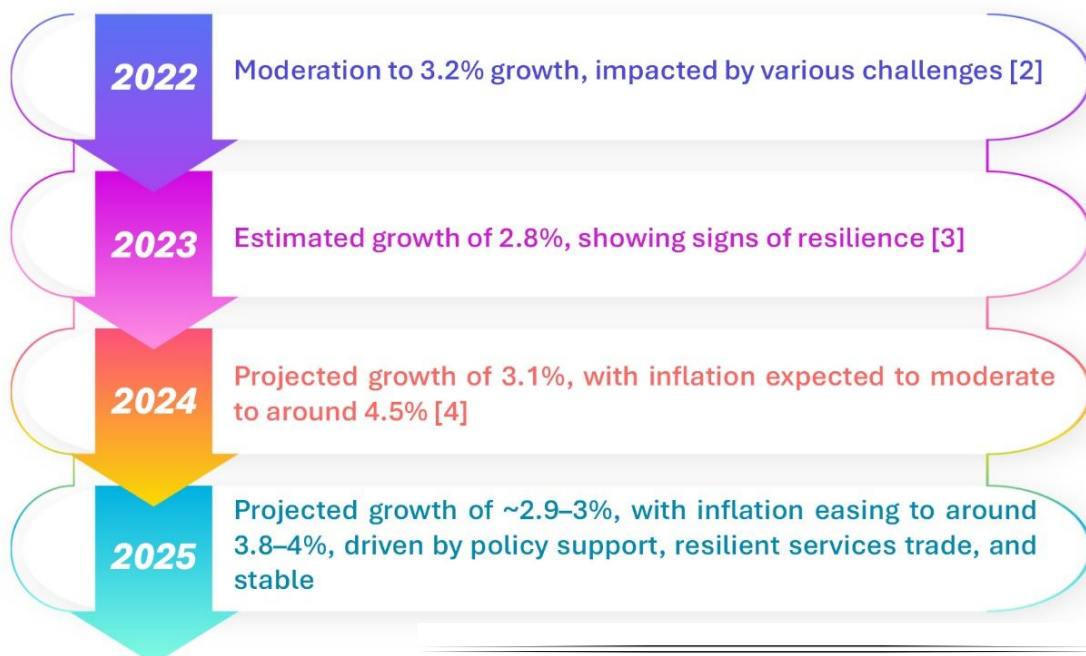 2022
Moderation to 3.2% growth, impacted by various challenges [2]
2023
Estimated growth of 2.8%, showing signs of resilience [3]
2024
Projected growth of 3.1%, with inflation expected to moderate
to around 4.5% [4]
2025
Projected growth of ~2.9–3%, with inflation easing to around
3.8–4%, driven by policy support, resilient services trade, and
stable